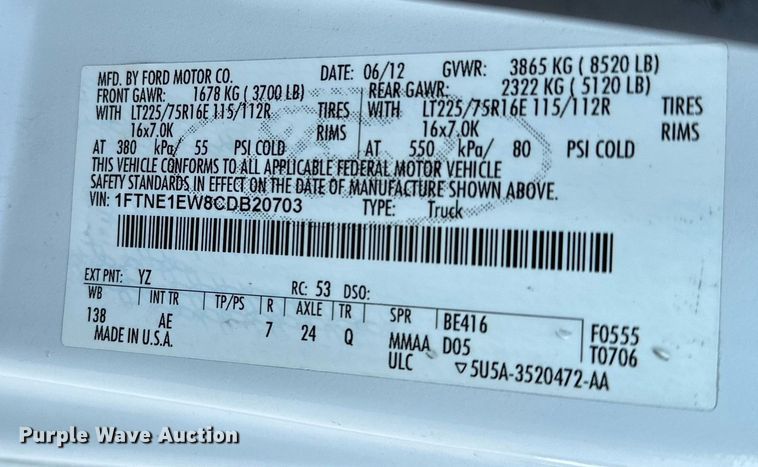 MFD. BY FORD MOTOR CO.
DATE: 06/12 GVWR: 3865 KG ( 8520 LB)
FRONT GAWR: 1678 KG ( 3700 LB) REAR GAWR: 2322 KG ( 5120 LB)
WITH LT225/75R16E 115/112R TIRES WITH LT225/75R16E 115/112R TIRES
16x7.0K RIMS 16x7.0K RIMS
AT 380 kPa/ 55 PSI COLD AT 550 kPa/ 80 PSI COLD
THIS VEHICLE CONFORMS TO ALL APPLICABLE FEDERAL MOTOR VEHICLE
SAFETY STANDARDS IN EFFECT ON THE DATE OF MANUFACTURE SHOWN ABOVE.
VIN: 1FTNE1EW8CDB20703 TYPE: Truck
EXT PNT: YZ RC: 53 DSO:
WB INT TR TP/PS R AXLE TR SPR BE416 F0555
138 AE 7 24 Q MMAA D05 T0706
MADE IN U.S.A. ULC ▽5U5A-3520472-AA
Purple Wave Auction